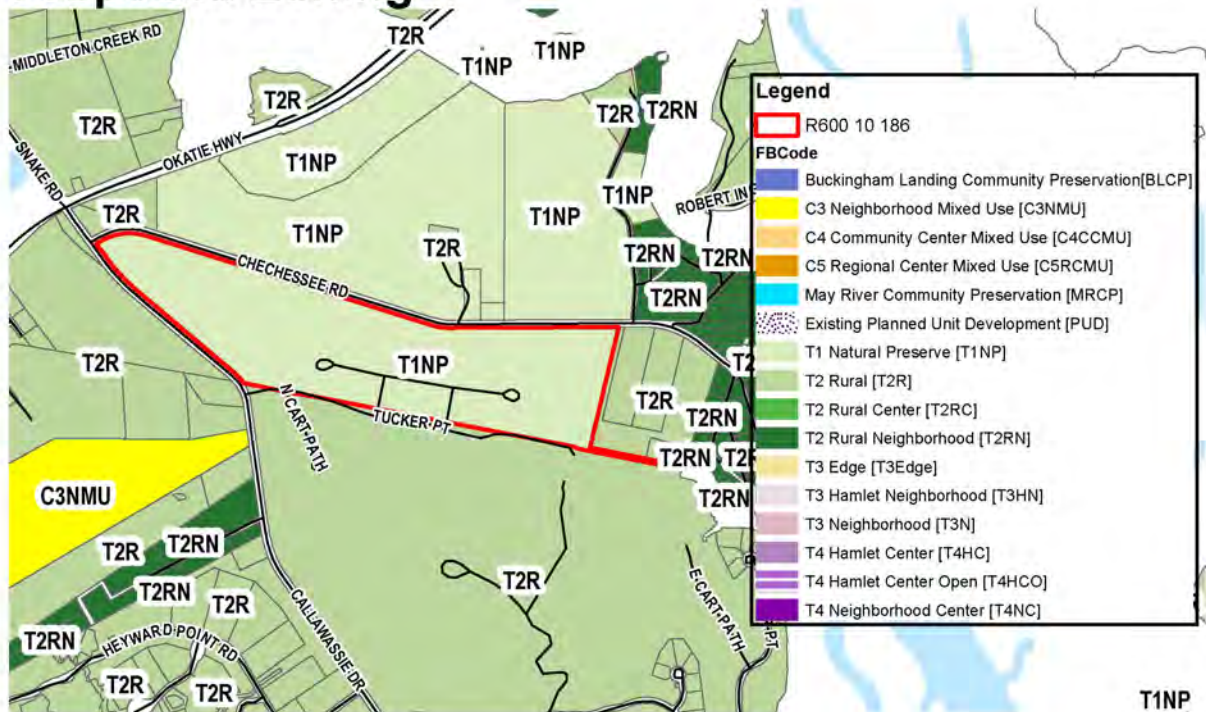 T2R
MIDDLETON CREEK RD
T1NP
T1NP
T2R
T2R
T2R
T2RN
SNAKE RD
OKATIE HWY
T1NP
T1NP
T1NP
T2R
T1NP
T2R
CHECHESSEE RD
T2RN
T2RN
T2RN
T2R
T1NP
N CART-PATH
TUCKER PT
T2R
T2RN
T2RN
T2RN
C3NMU
T2R
T2RN
T2RN
T2R
T2RN
HEYWARD POINT RD
CALLAWASSIE DR
T2R
T2R
T2R
E CART-PATH
T1NP
Legend
R600 10 186
FBCode
Buckingham Landing Community Preservation[BLCP]
C3 Neighborhood Mixed Use [C3NMU]
C4 Community Center Mixed Use [C4CCMU]
C5 Regional Center Mixed Use [C5RCMU]
May River Community Preservation [MRCP]
Existing Planned Unit Development [PUD]
T1 Natural Preserve [T1NP]
T2 Rural [T2R]
T2 Rural Center [T2RC]
T2 Rural Neighborhood [T2RN]
T3 Edge [T3Edge]
T3 Hamlet Neighborhood [T3HN]
T3 Neighborhood [T3N]
T4 Hamlet Center [T4HC]
T4 Hamlet Center Open [T4HCO]
T4 Neighborhood Center [T4NC]